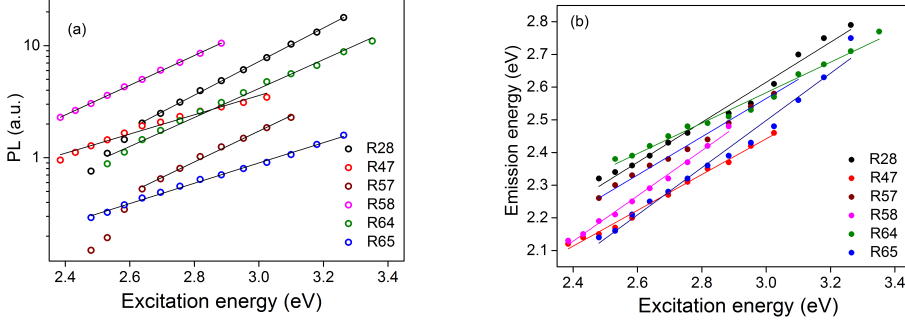 (a)
10
1
PL (a.u.)
R28
R47
R57
R58
R64
R65
2.4 2.6 2.8 3.0 3.2 3.4
Excitation energy (eV)
(b)
2.8
2.7
2.6
2.5
2.4
2.3
2.2
2.1
Emission energy (eV)
R28
R47
R57
R58
R64
R65
2.4 2.6 2.8 3.0 3.2 3.4
Excitation energy (eV)